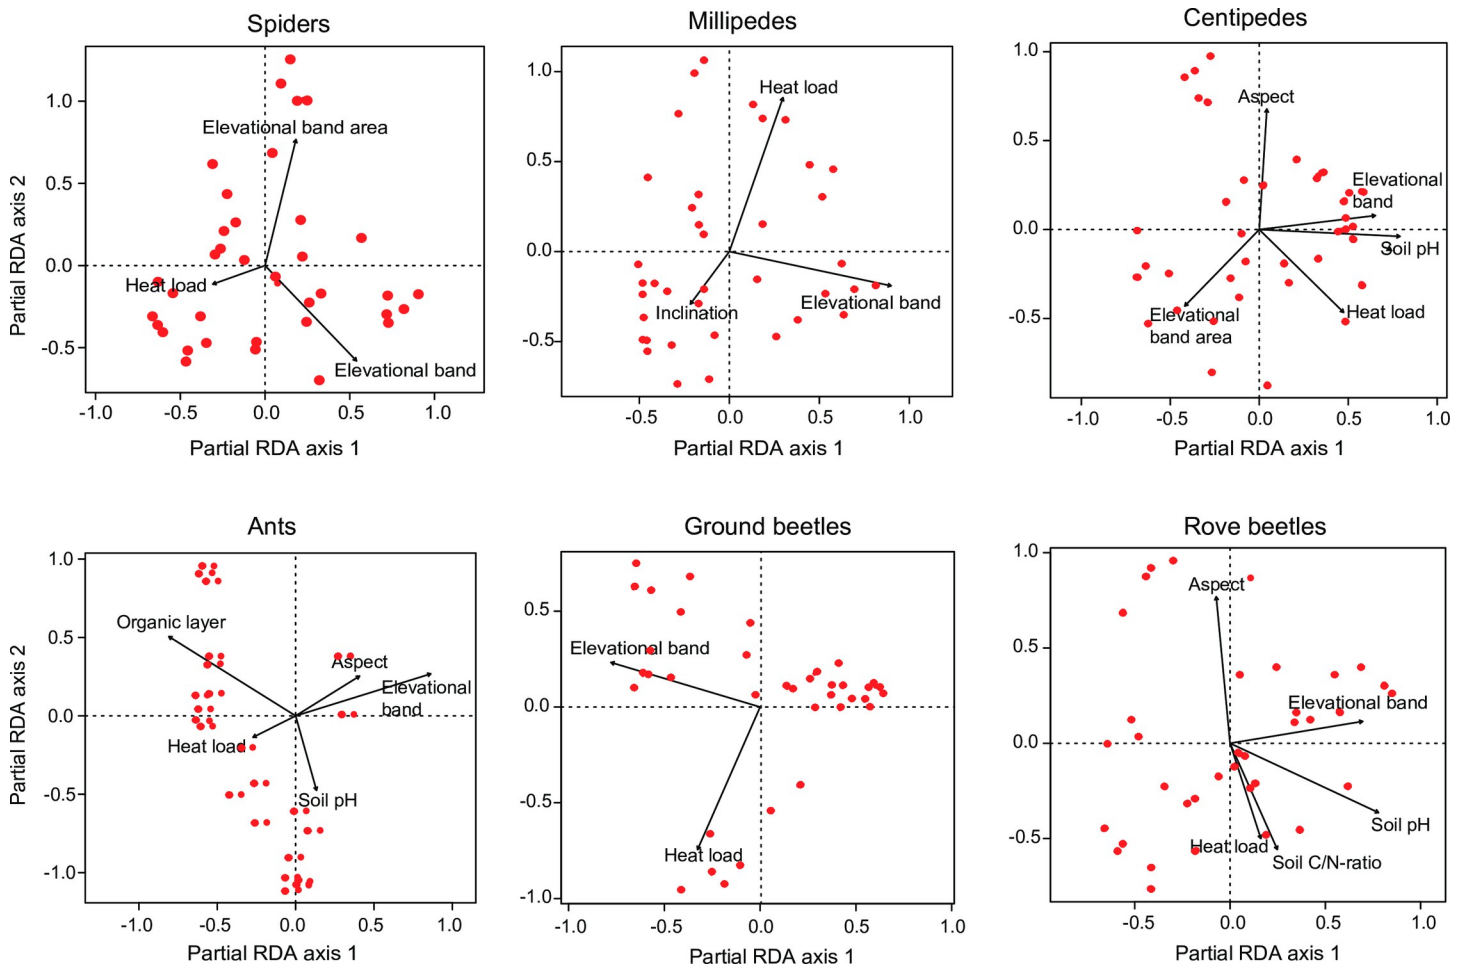 Spiders
Millipedes
Centipedes
Partial RDA axis 2
1.0
0.5
0.0
-0.5
Elevational band area
Heat load
Elevational band
-1.0
-0.5
0.0
0.5
1.0
Partial RDA axis 1
1.0
0.5
0.0
-0.5
Heat load
Inclination
Elevational band
-0.5
0.0
0.5
1.0
Partial RDA axis 1
1.0
0.5
0.0
-0.5
Aspect
Elevational
band
Soil pH
Elevational
band area
Heat load
-1.0
-0.5
0.0
0.5
1.0
Partial RDA axis 1
Ants
Ground beetles
Rove beetles
Partial RDA axis 2
1.0
0.5
0.0
-0.5
-1.0
Organic layer
Aspect
Elevational
band
Heat load
Soil pH
-1.0
-0.5
0.0
0.5
1.0
Partial RDA axis 1
0.5
0.0
-0.5
-1.0
Elevational band
Heat load
-1.0
-0.5
0.0
0.5
1.0
Partial RDA axis 1
1.0
0.5
0.0
-0.5
Aspect
Elevational band
Soil pH
Heat load
Soil C/N-ratio
-0.5
0.0
0.5
1.0
Partial RDA axis 1